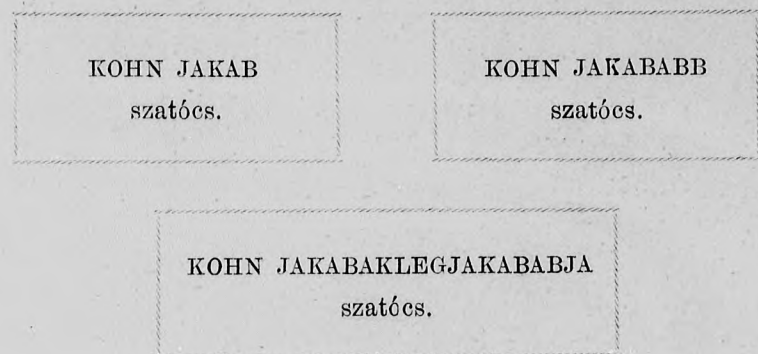 KOHN JAKAB
szatócs.
KOHN JAKABABB
szatócs.
KOHN JAKABAKLEGJAKABABJA
szatócs.